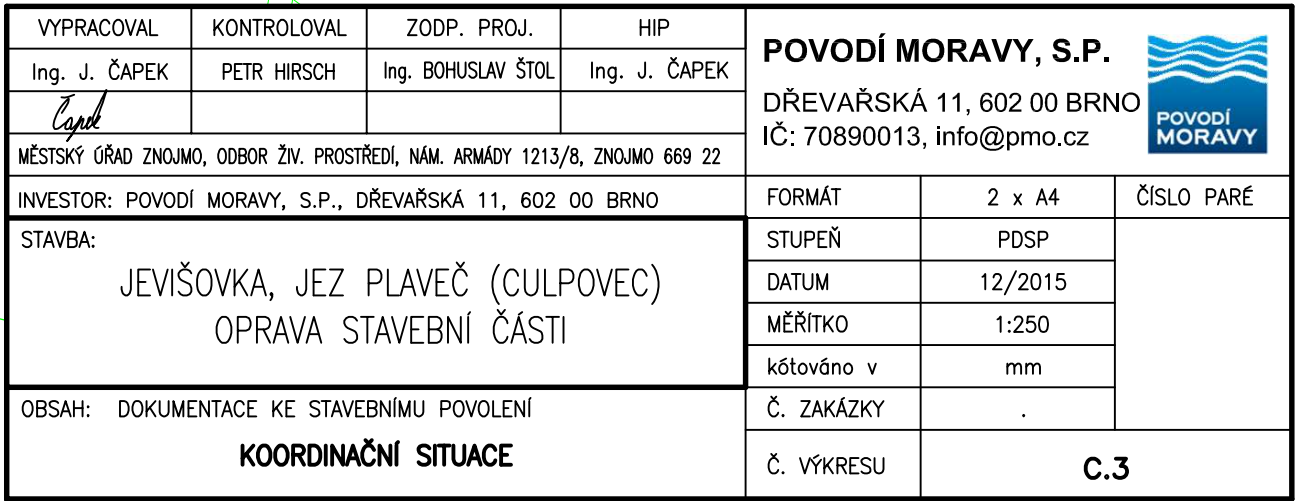 VYPRACOVAL KONTROLOVAL ZODP. PROJ. HIP
Ing. J. ČAPEK PETR HIRSCH Ing. BOHUSLAV ŠTOL Ing. J. ČAPEK
Čapek
MĚSTSKÝ ÚŘAD ZNOJMO, ODBOR ŽIV. PROSTŘEDÍ, NÁM. ARMÁDY 1213/8, ZNOJMO 669 22
INVESTOR: POVODÍ MORAVY, S.P., DŘEVAŘSKÁ 11, 602 00 BRNO
STAVBA:
JEVIŠOVKA, JEZ PLAVEČ (CULPOVEC)
OPRAVA STAVEBNÍ ČÁSTI
OBSAH: DOKUMENTACE KE STAVEBNÍMU POVOLENÍ
KOORDINAČNÍ SITUACE
POVODÍ MORAVY, S.P.
DŘEVAŘSKÁ 11, 602 00 BRNO
IČ: 70890013, info@pmo.cz
POVODÍ
MORAVY
FORMÁT 2 x A4 ČÍSLO PARÉ
STUPEŇ PDSP
DATUM 12/2015
MĚŘÍTKO 1:250
kótováno v mm
Č. ZAKÁZKY .
Č. VÝKRESU C.3